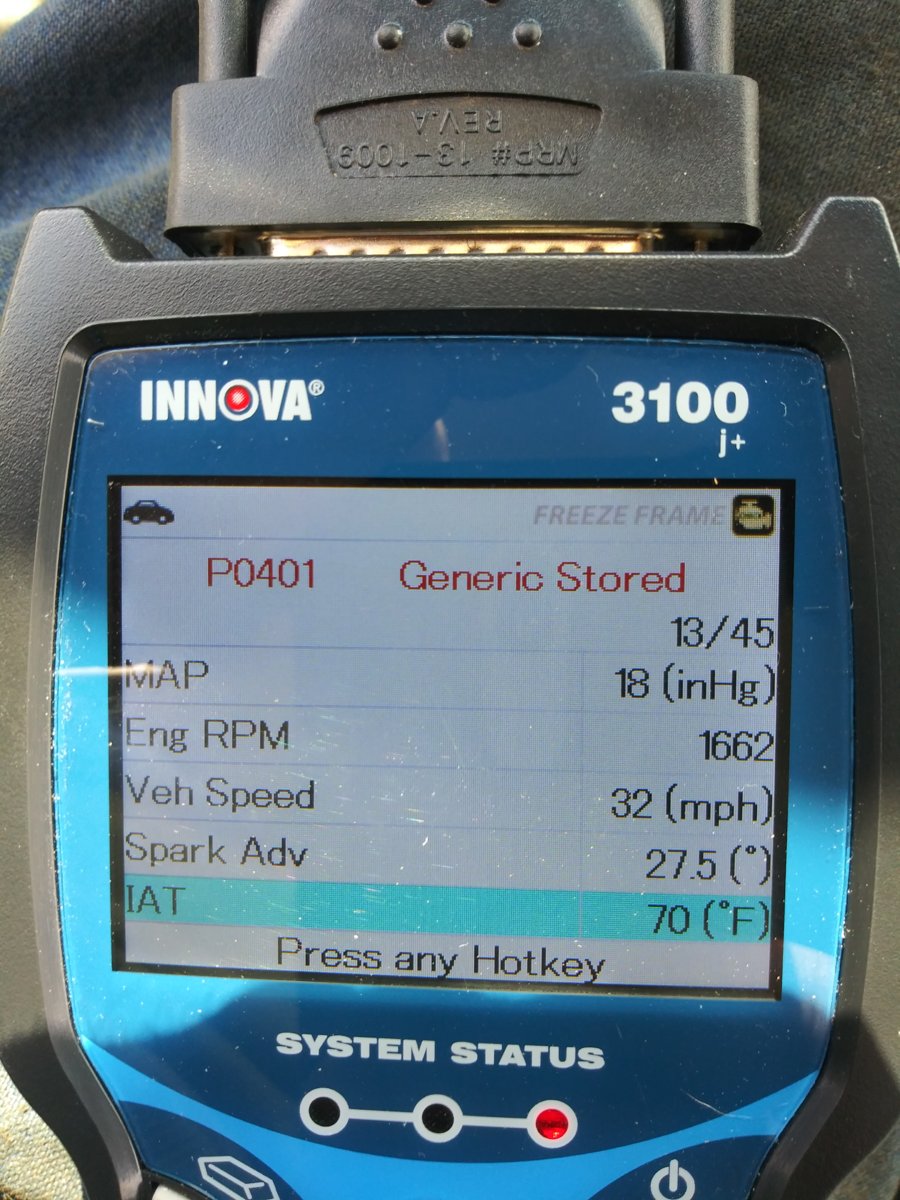 MRP# 13-1009
REV.A
INNOVA®
3100
j+
FREEZE FRAME
P0401 Generic Stored
13/45
MAP 18 (inHg)
Eng RPM 1662
Veh Speed 32 (mph)
Spark Adv 27.5 (°)
IAT 70 (°F)
Press any Hotkey
SYSTEM STATUS